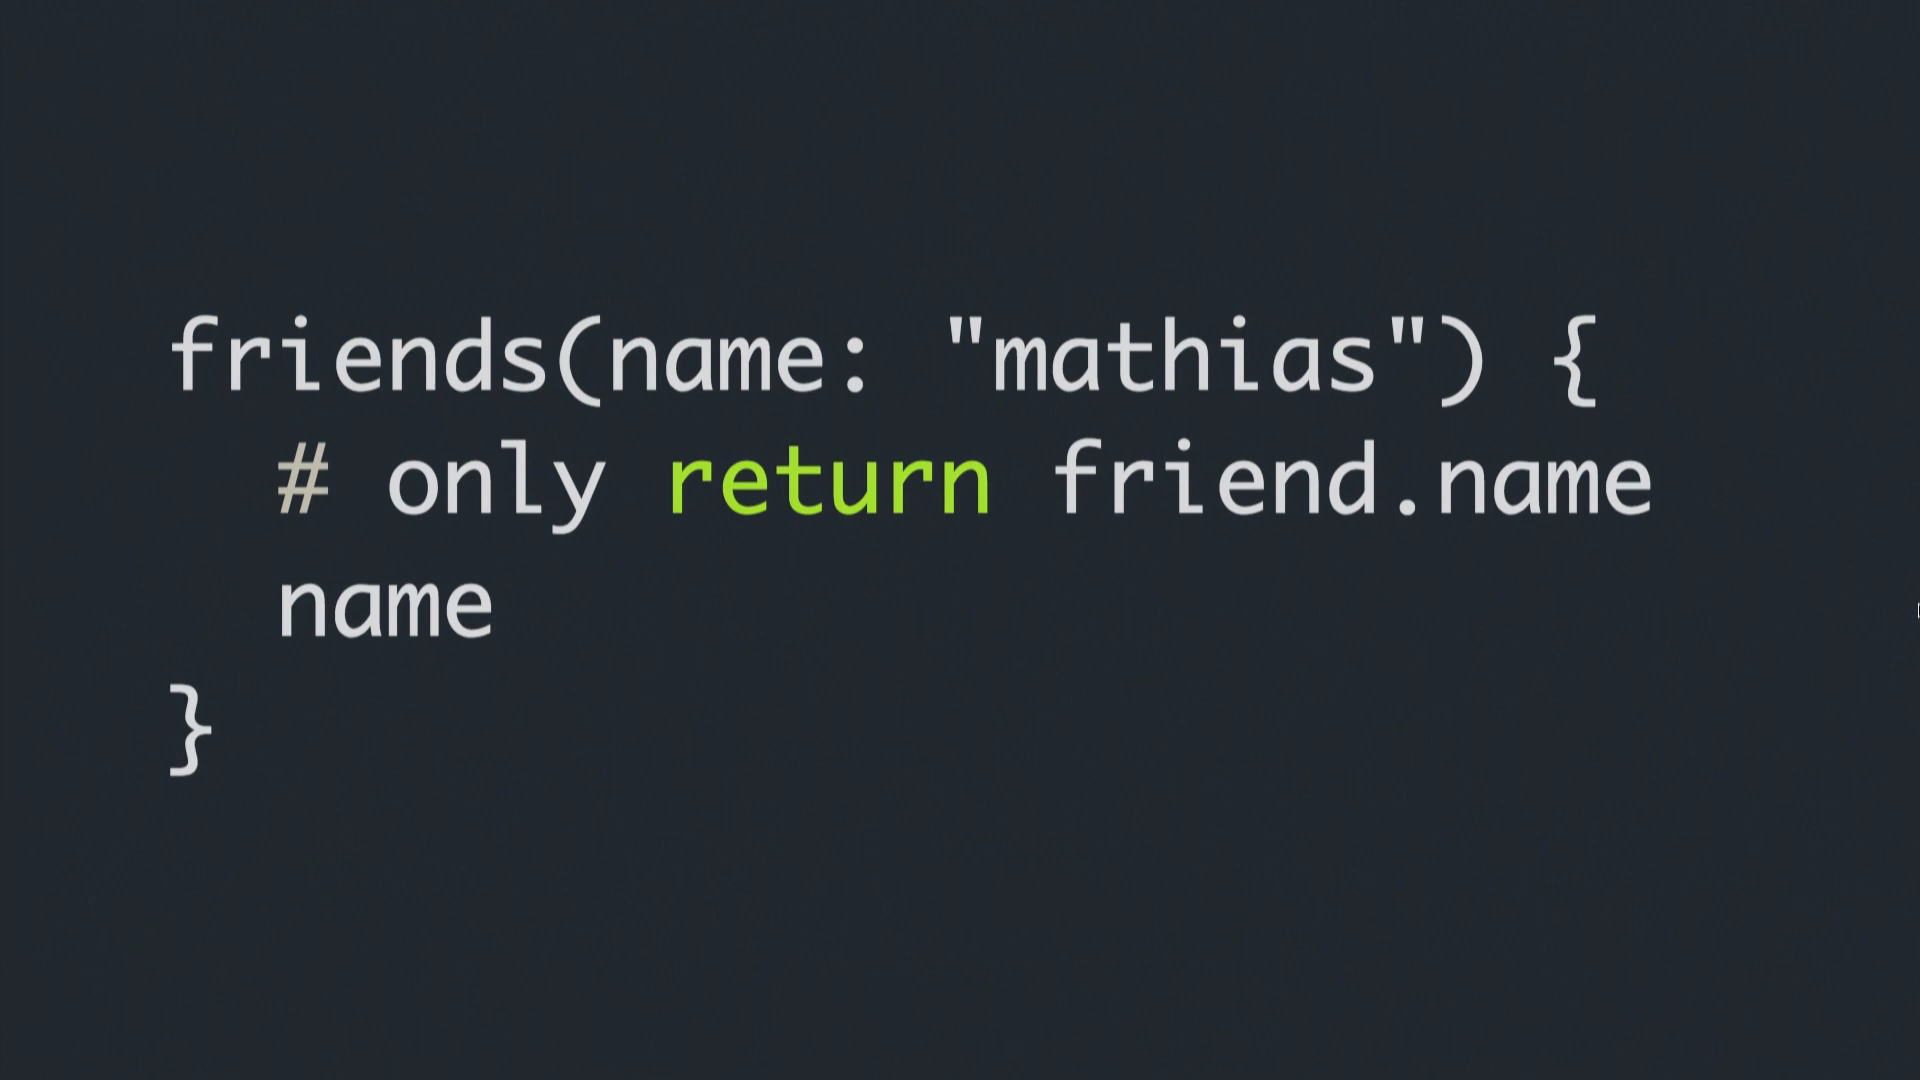 friends(name: "mathias") {
# only return friend.name
name
}